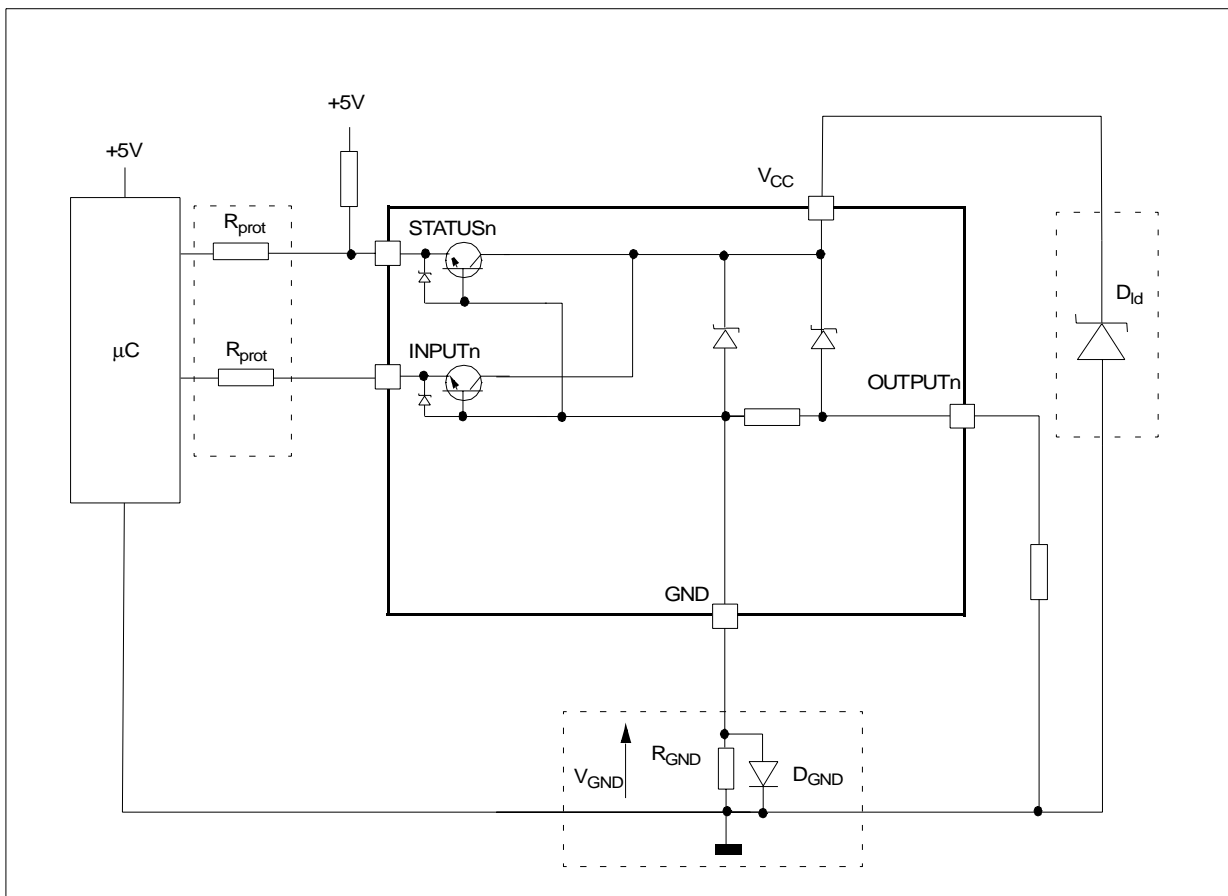 +5V
+5V
V_CC
R_prot
STATUSn
D_ld
μC
R_prot
INPUTn
OUTPUTn
GND
R_GND
V_GND
D_GND